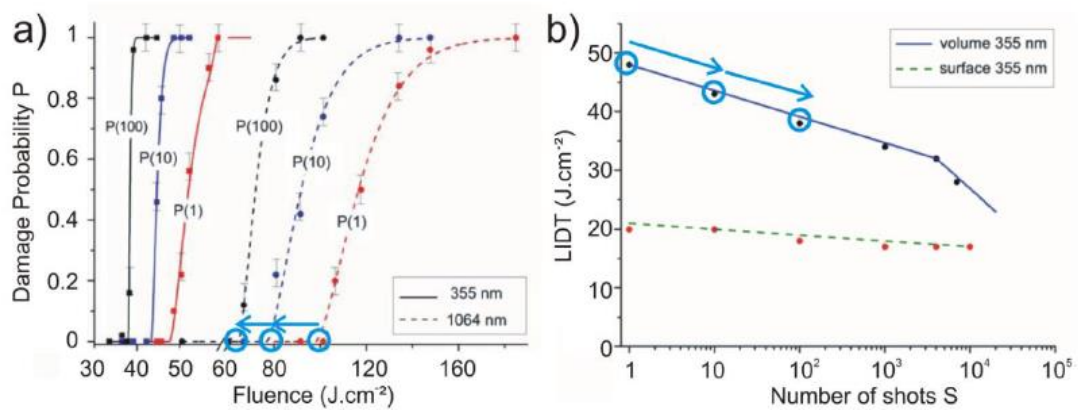 a)
Damage Probability P
1
0.8
0.6
0.4
0.2
0
P(100)
P(10)
P(1)
P(100)
P(10)
P(1)
355 nm
1064 nm
30 40 50 60 80 120 160
Fluence (J.cm⁻²)
b)
LIDT (J.cm⁻²)
50
40
30
20
10
0
volume 355 nm
surface 355 nm
1 10 10² 10³ 10⁴ 10⁵
Number of shots S